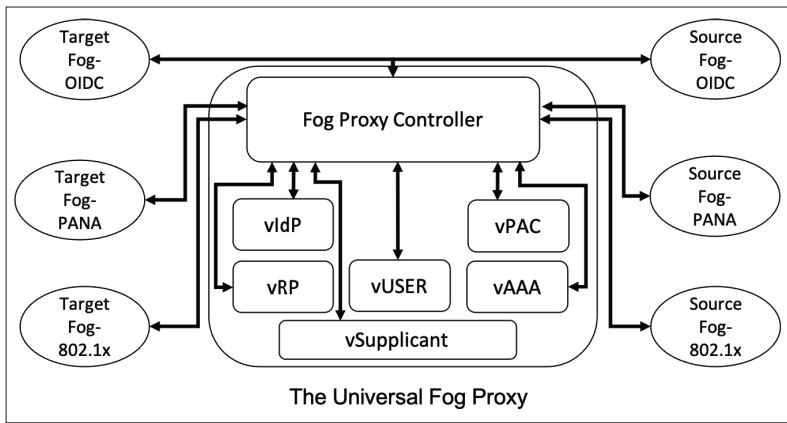 Target
Fog-
OIDC
Source
Fog-
OIDC
Fog Proxy Controller
Target
Fog-
PANA
Source
Fog-
PANA
vIdP
vPAC
vRP
vUSER
vAAA
Target
Fog-
802.1x
Source
Fog-
802.1x
vSupplicant
The Universal Fog Proxy